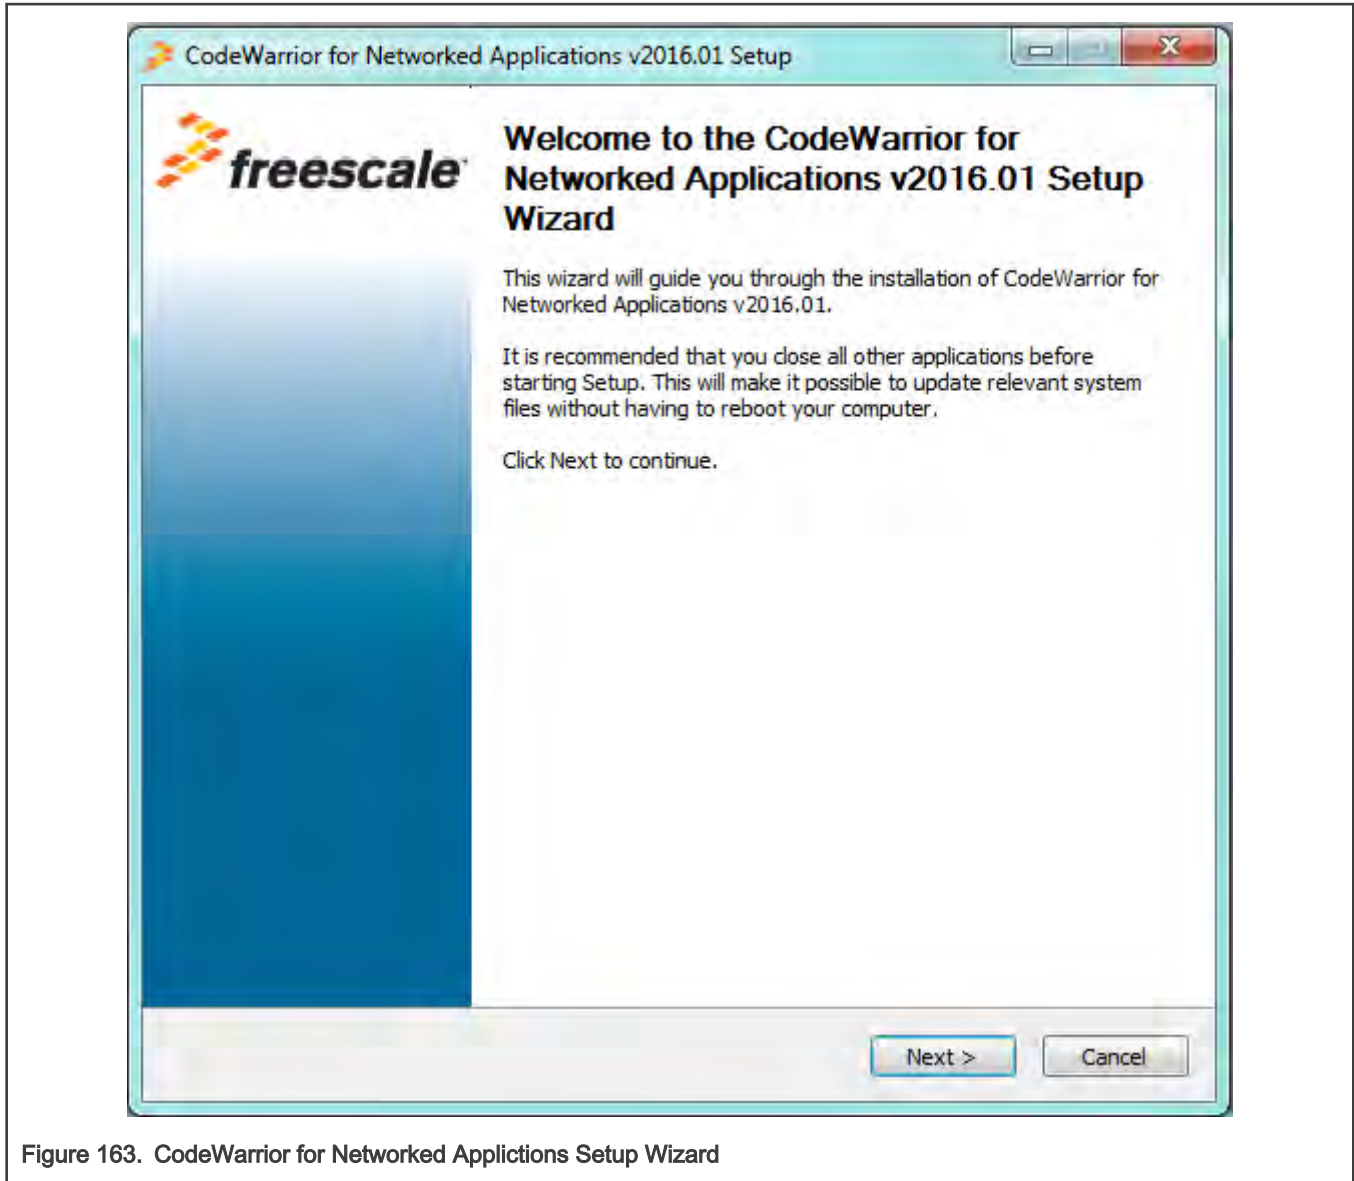 CodeWarrior for Networked Applications v2016.01 Setup
freescale
Welcome to the CodeWarrior for
Networked Applications v2016.01 Setup
Wizard
This wizard will guide you through the installation of CodeWarrior for
Networked Applications v2016.01.
It is recommended that you close all other applications before
starting Setup. This will make it possible to update relevant system
files without having to reboot your computer.
Click Next to continue.
Next >
Cancel
Figure 163. CodeWarrior for Networked Applictions Setup Wizard